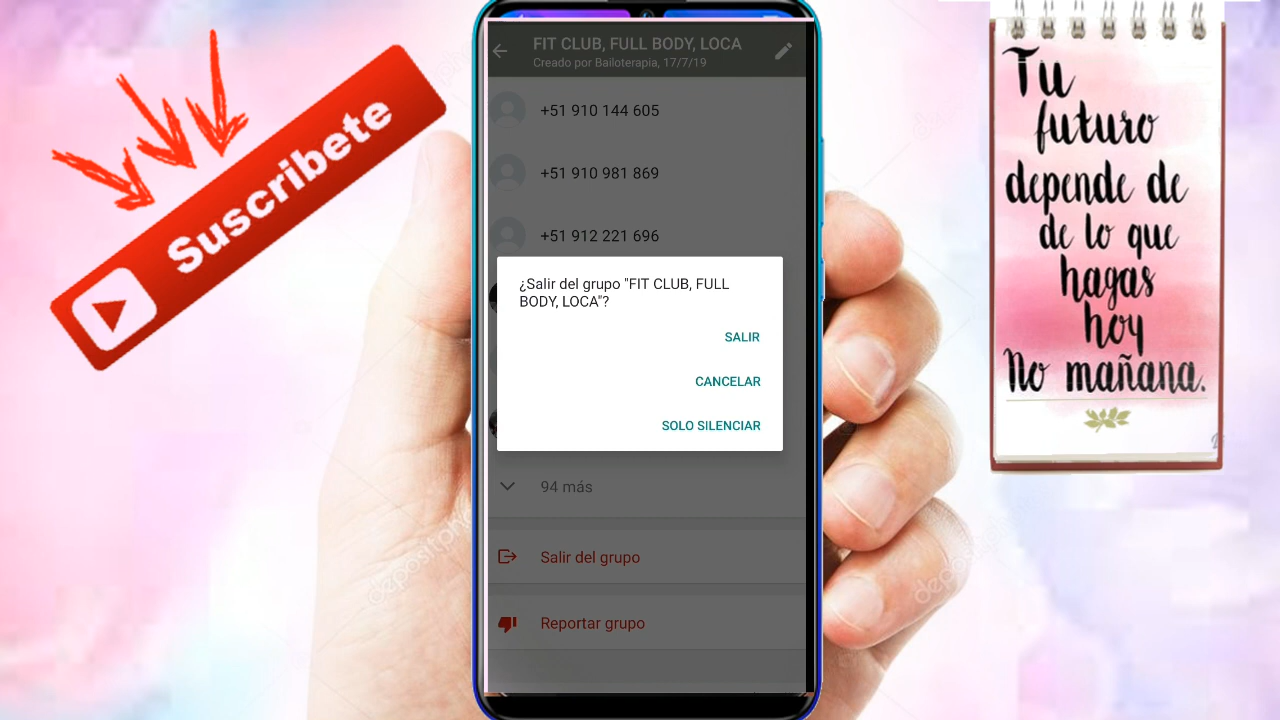 Suscribete
FIT CLUB, FULL BODY, LOCA
Creado por Bailoterapia, 17/7/19
+51 910 144 605
+51 910 981 869
+51 912 221 696
¿Salir del grupo "FIT CLUB, FULL
BODY, LOCA"?
SALIR
CANCELAR
SOLO SILENCIAR
94 más
Salir del grupo
Reportar grupo
Tu
futuro
depende de
de lo que
hagas
hoy
No mañana.